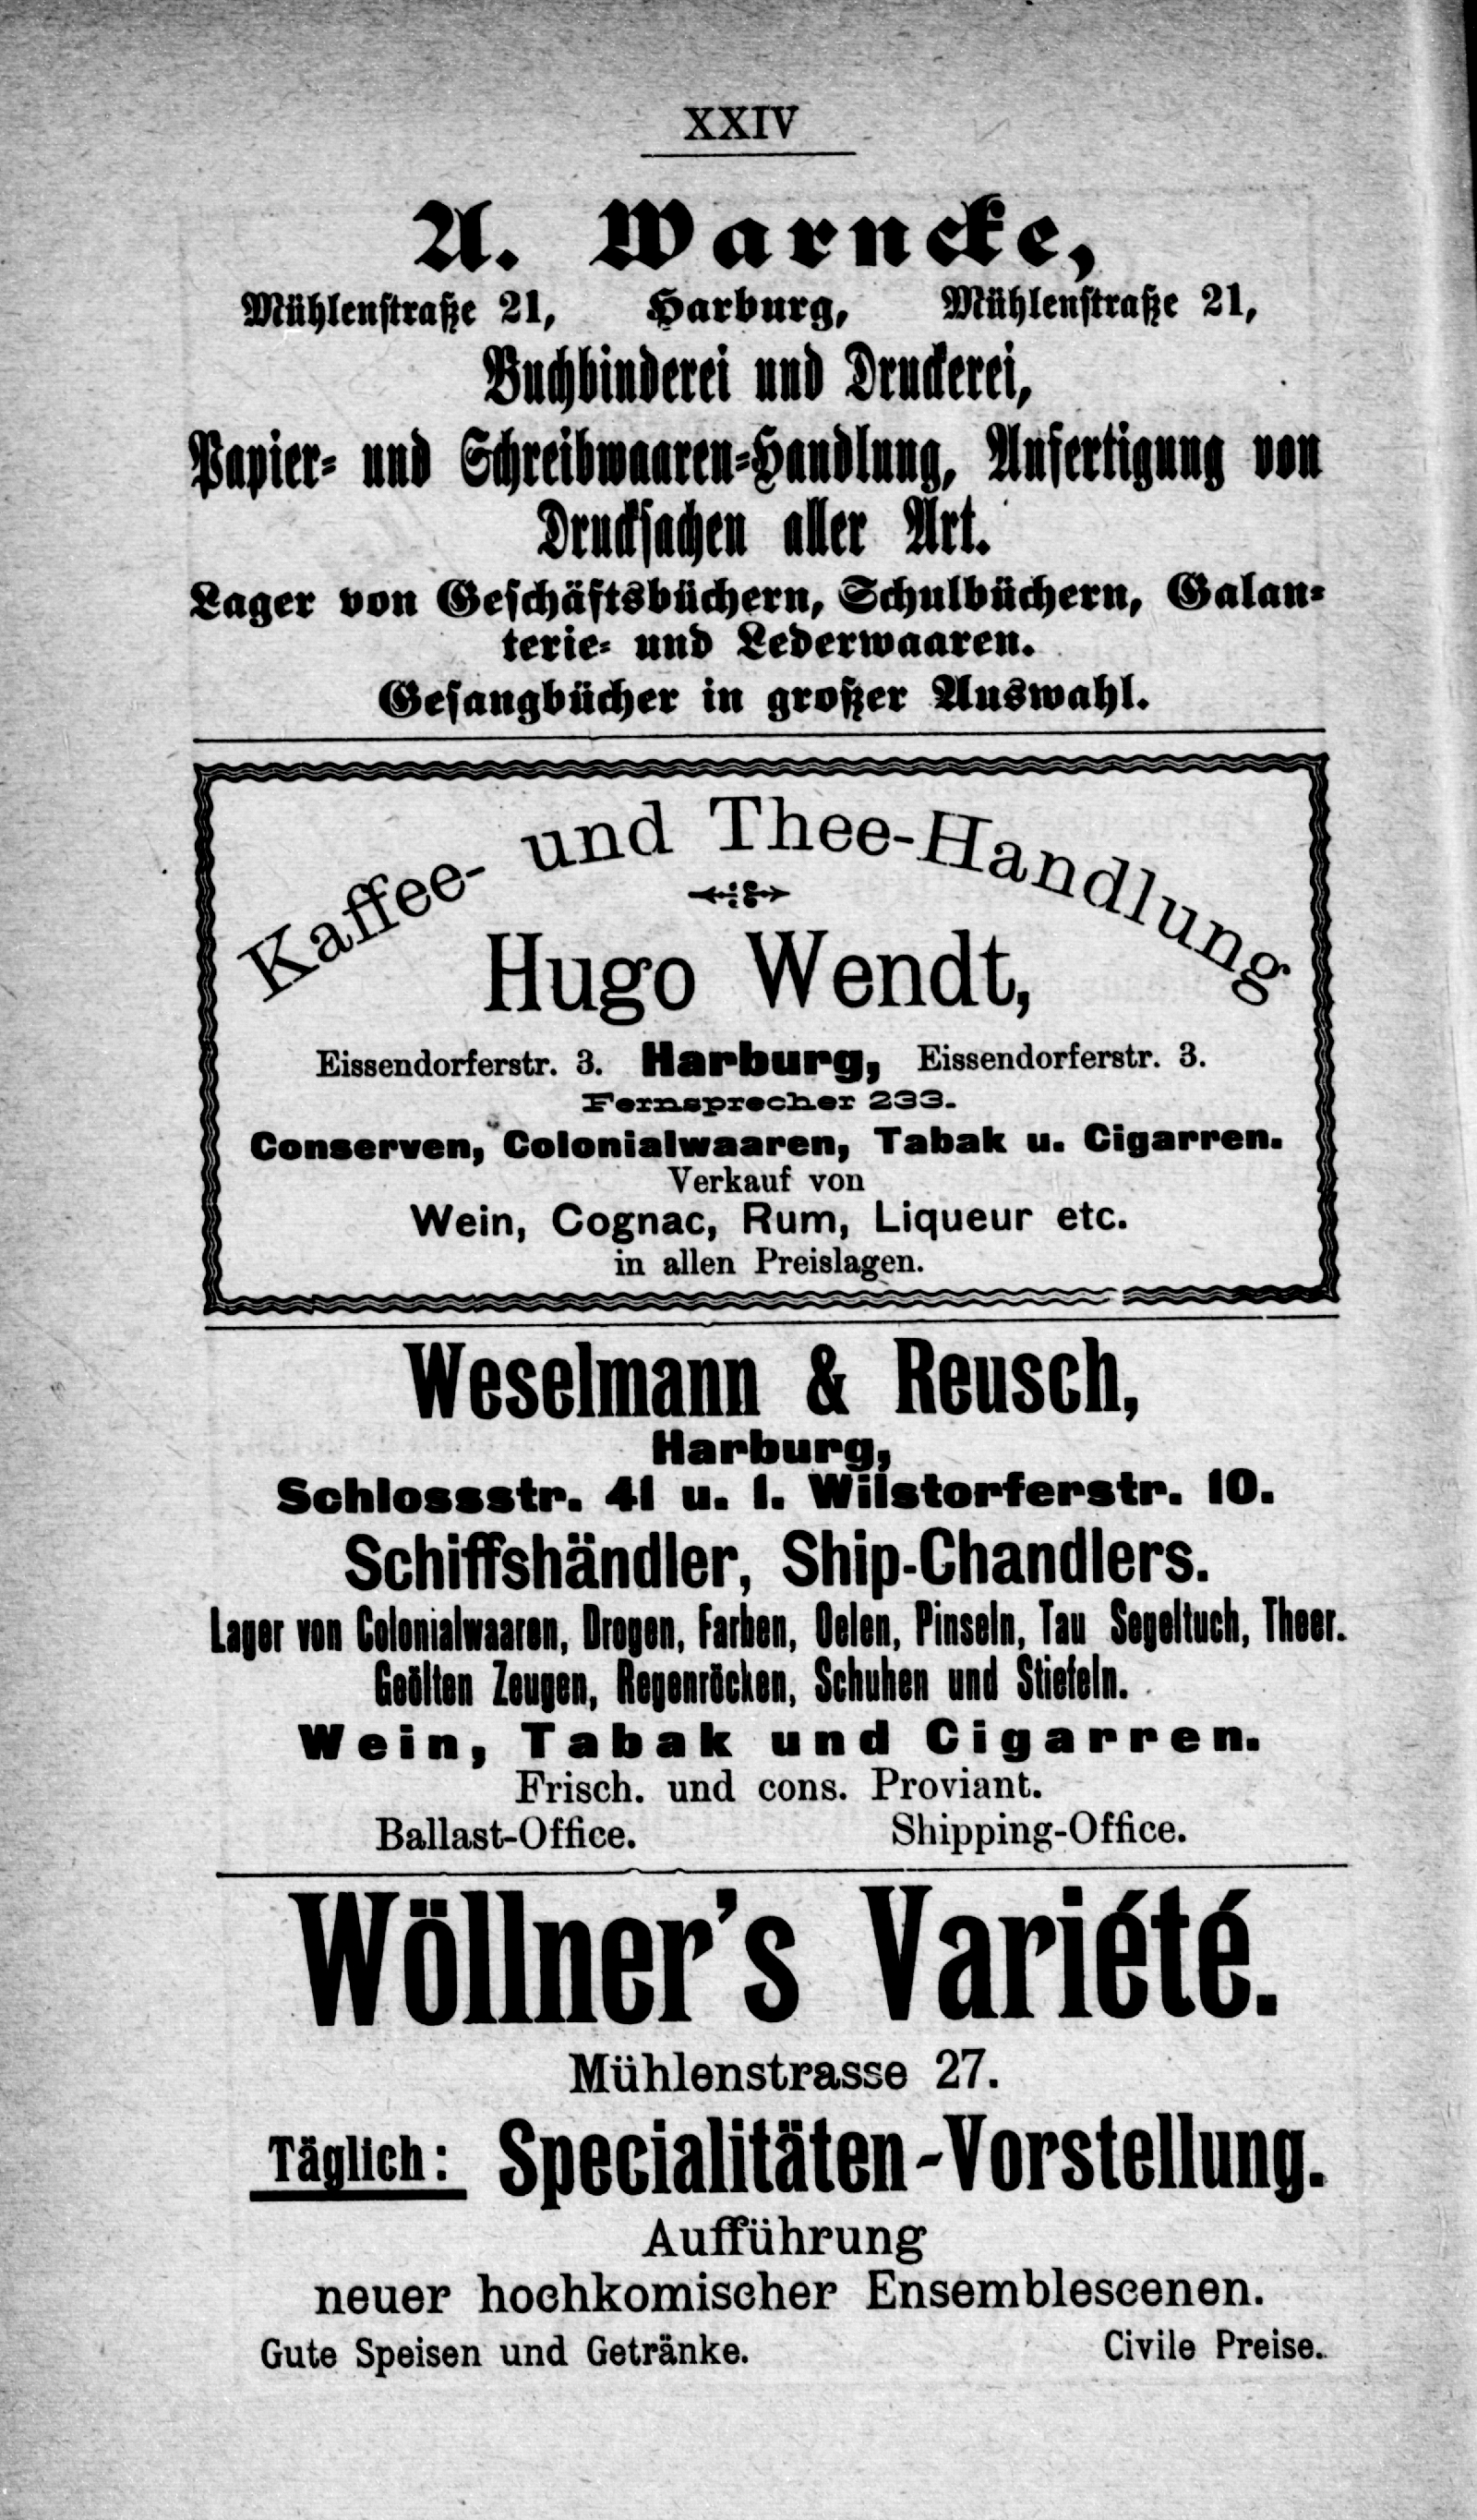 XXIV
A. Warncke,
Mühlenstraße 21, Harburg, Mühlenstraße 21,
Buchbinderei und Druckerei,
Papier- und Schreibwaaren-Handlung, Anfertigung von
Drucksachen aller Art.
Lager von Geschäftsbüchern, Schulbüchern, Galan-
terie- und Lederwaaren.
Gesangbücher in großer Auswahl.
Kaffee- und Thee-Handlung
Hugo Wendt,
Eissendorferstr. 3. Harburg, Eissendorferstr. 3.
Fernsprecher 233.
Conserven, Colonialwaaren, Tabak u. Cigarren.
Verkauf von
Wein, Cognac, Rum, Liqueur etc.
in allen Preislagen.
Weselmann & Reusch,
Harburg,
Schlossstr. 41 u. 1. Wilstorferstr. 10.
Schiffshändler, Ship-Chandlers.
Lager von Colonialwaaren, Drogen, Farben, Oelen, Pinseln, Tau Segeltuch, Theer.
Geölten Zeugen, Regenröcken, Schuhen und Stiefeln.
Wein, Tabak und Cigarren.
Frisch. und cons. Proviant.
Ballast-Office. Shipping-Office.
Wöllner's Variété.
Mühlenstrasse 27.
Täglich: Specialitäten-Vorstellung.
Aufführung
neuer hochkomischer Ensemblescenen.
Gute Speisen und Getränke. Civile Preise.